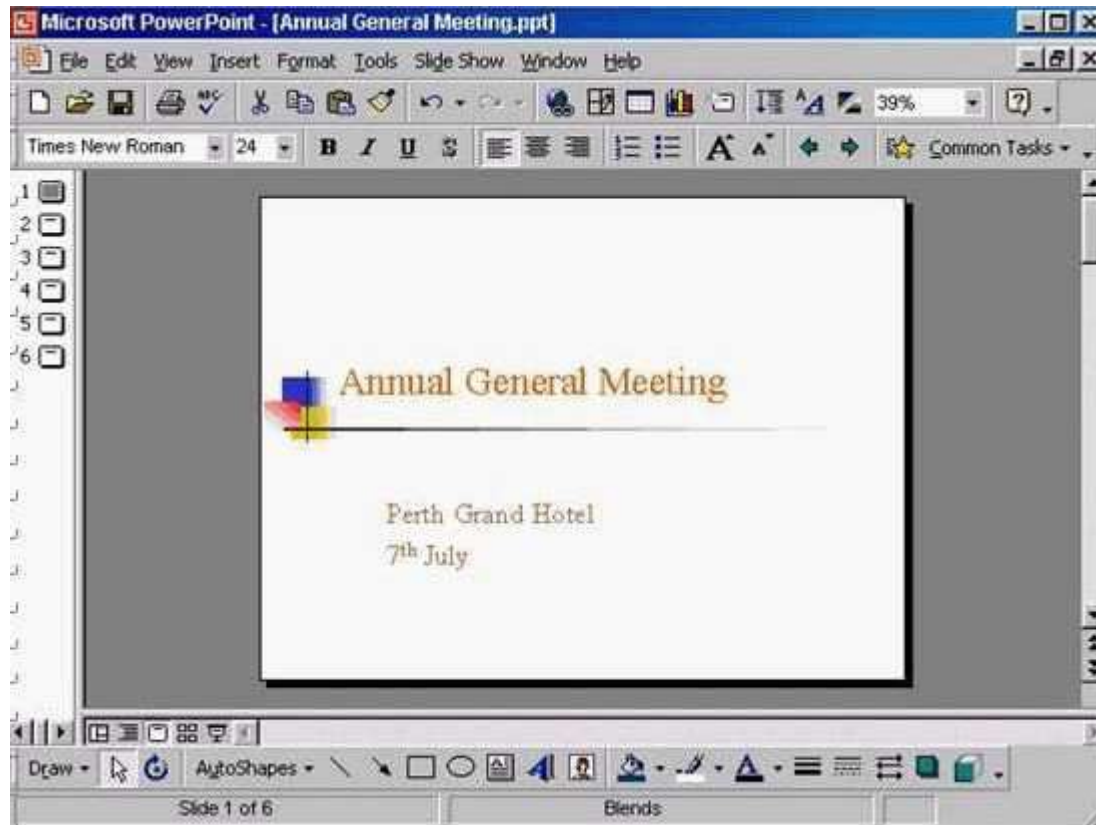 Microsoft PowerPoint - [Annual General Meeting.ppt]
File Edit View Insert Format Tools Slide Show Window Help
ABC 39%
Times New Roman 24 B I U S A A Common Tasks
1
2
3
4
5
6
Annual General Meeting
Perth Grand Hotel
7th July
Draw AutoShapes
Slide 1 of 6 Blends